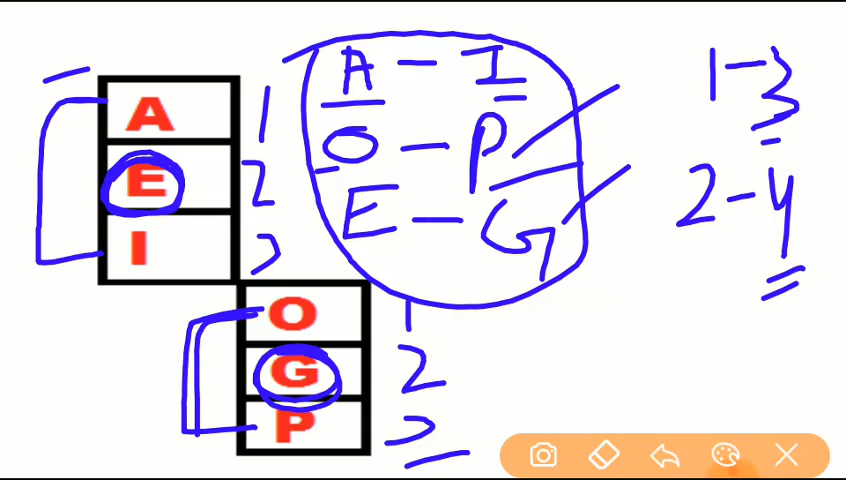 A 1
E 2
I 3
O 1
G 2
P 3
A - I
O - P
E - G
1 - 3
2 - 4